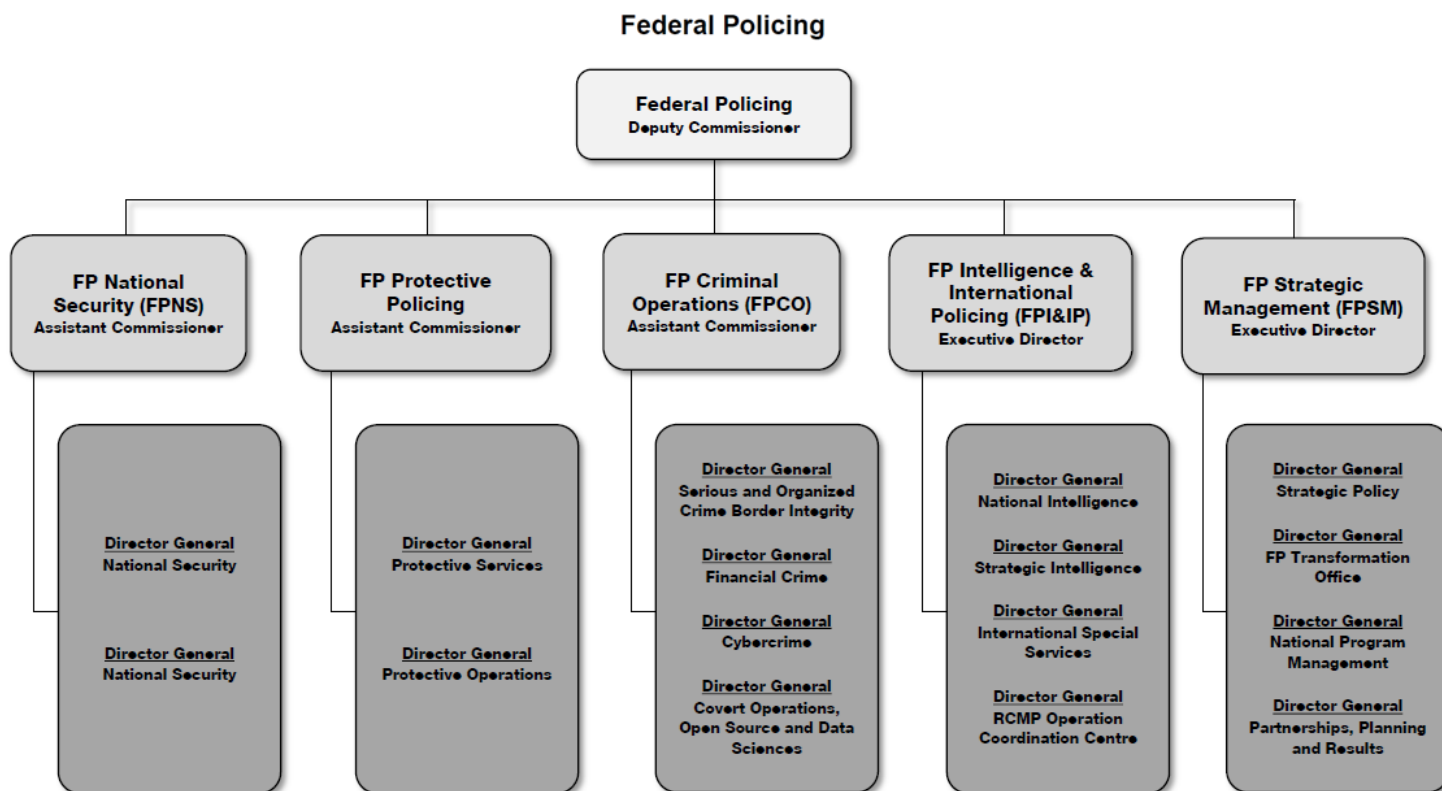 Federal Policing
Federal Policing
Deputy Commissioner
FP National
Security (FPNS)
Assistant Commissioner
FP Protective
Policing
Assistant Commissioner
FP Criminal
Operations (FPCO)
Assistant Commissioner
FP Intelligence &
International
Policing (FPI&IP)
Executive Director
FP Strategic
Management (FPSM)
Executive Director
Director General
National Security
Director General
National Security
Director General
Protective Services
Director General
Protective Operations
Director General
Serious and Organized
Crime Border Integrity
Director General
Financial Crime
Director General
Cybercrime
Director General
Covert Operations,
Open Source and Data
Sciences
Director General
National Intelligence
Director General
Strategic Intelligence
Director General
International Special
Services
Director General
RCMP Operation
Coordination Centre
Director General
Strategic Policy
Director General
FP Transformation
Office
Director General
National Program
Management
Director General
Partnerships, Planning
and Results